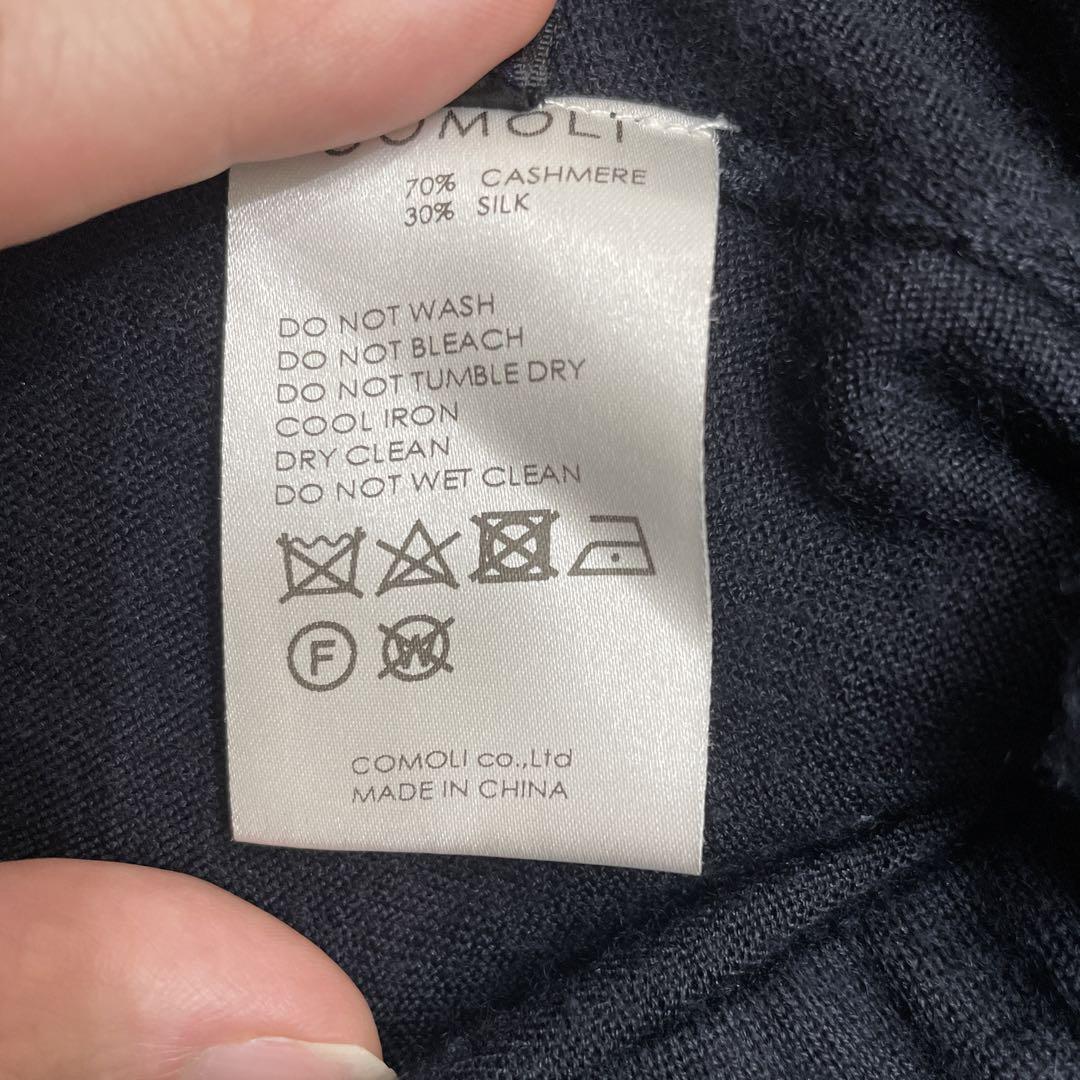 COMOLI
70% CASHMERE
30% SILK
DO NOT WASH
DO NOT BLEACH
DO NOT TUMBLE DRY
COOL IRON
DRY CLEAN
DO NOT WET CLEAN
F W
COMOLI co.,Ltd
MADE IN CHINA